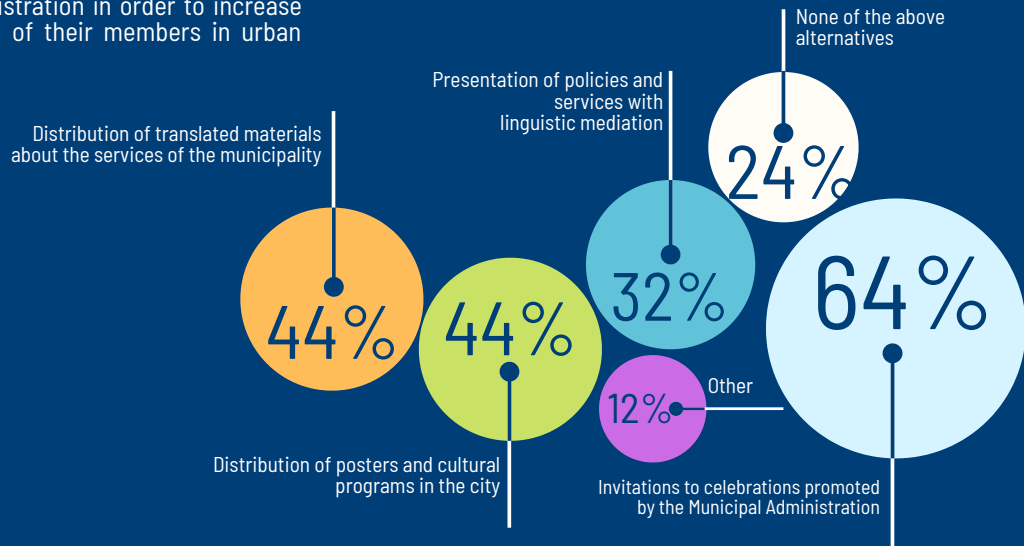 in order to increase
of their members in urban
None of the above
alternatives
Presentation of policies and
services with
linguistic mediation
Distribution of translated materials
about the services of the municipality
24%
64%
32%
44%
44%
12%
Other
Distribution of posters and cultural
programs in the city
Invitations to celebrations promoted
by the Municipal Administration